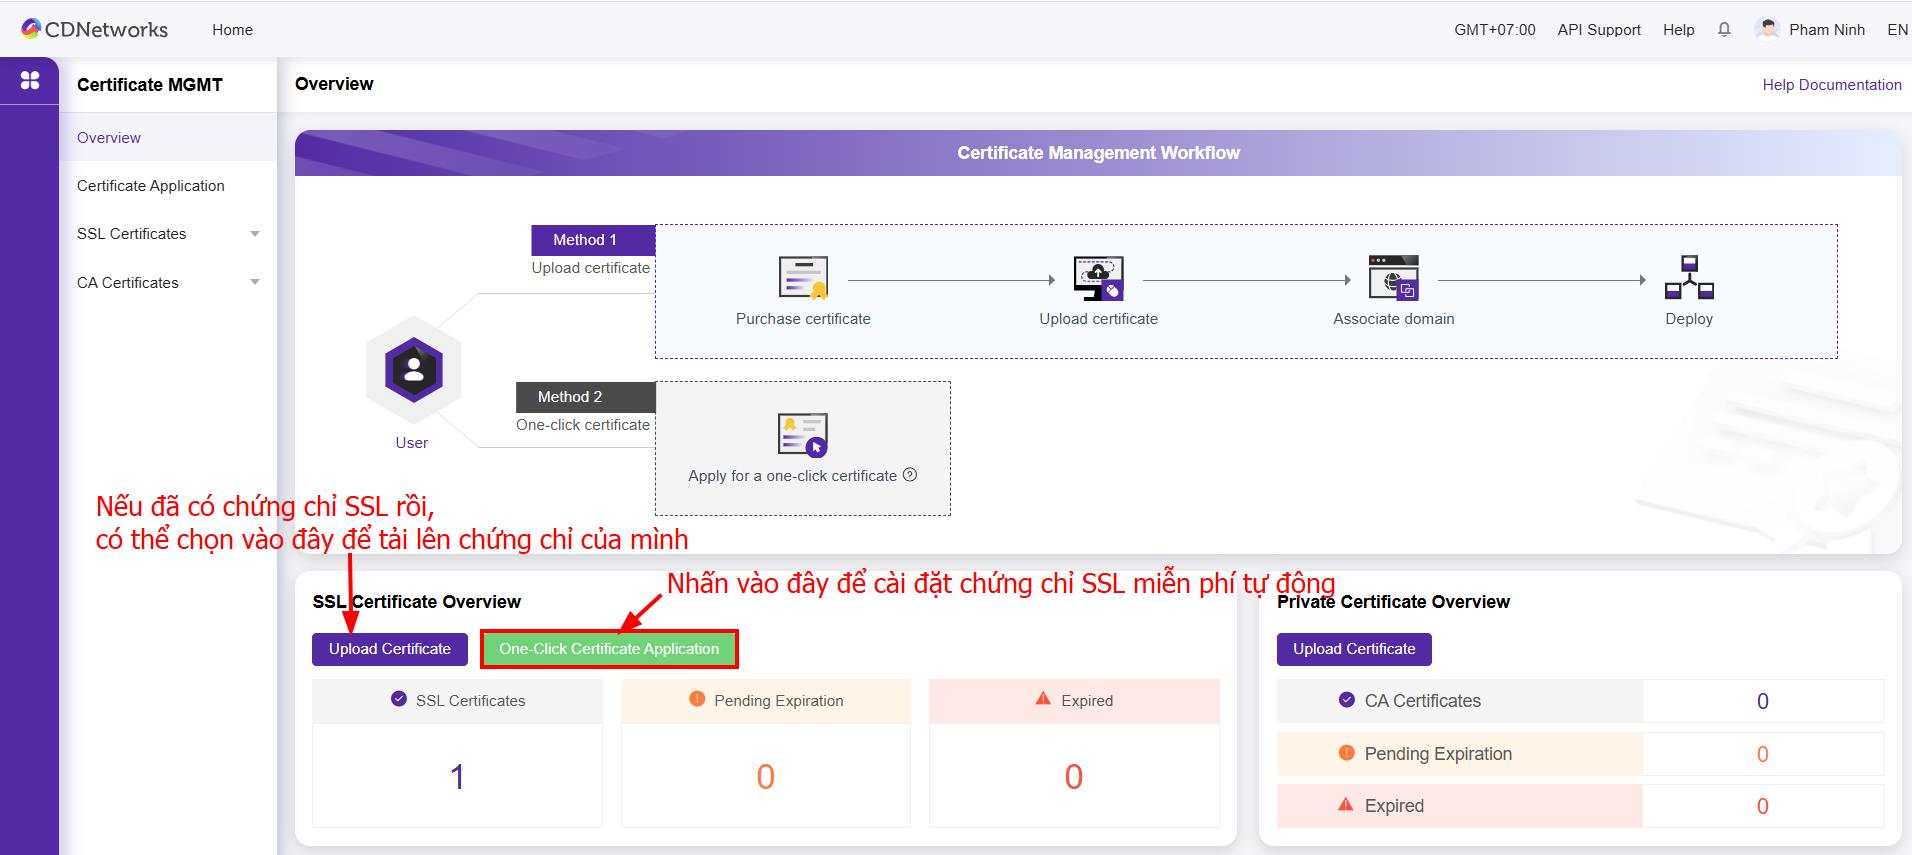 CDNetworks
Home
GMT+07:00
API Support
Help
Pham Ninh
EN
Certificate MGMT
Overview
Certificate Application
SSL Certificates
CA Certificates
Overview
Help Documentation
Certificate Management Workflow
Method 1
Upload certificate
Purchase certificate
Upload certificate
Associate domain
Deploy
User
Method 2
One-click certificate
Apply for a one-click certificate
Nếu đã có chứng chỉ SSL rồi,
có thể chọn vào đây để tải lên chứng chỉ của mình
Nhấn vào đây để cài đặt chứng chỉ SSL miễn phí tự động
SSL Certificate Overview
Upload Certificate
One-Click Certificate Application
SSL Certificates
1
Pending Expiration
0
Expired
0
Private Certificate Overview
Upload Certificate
CA Certificates
0
Pending Expiration
0
Expired
0